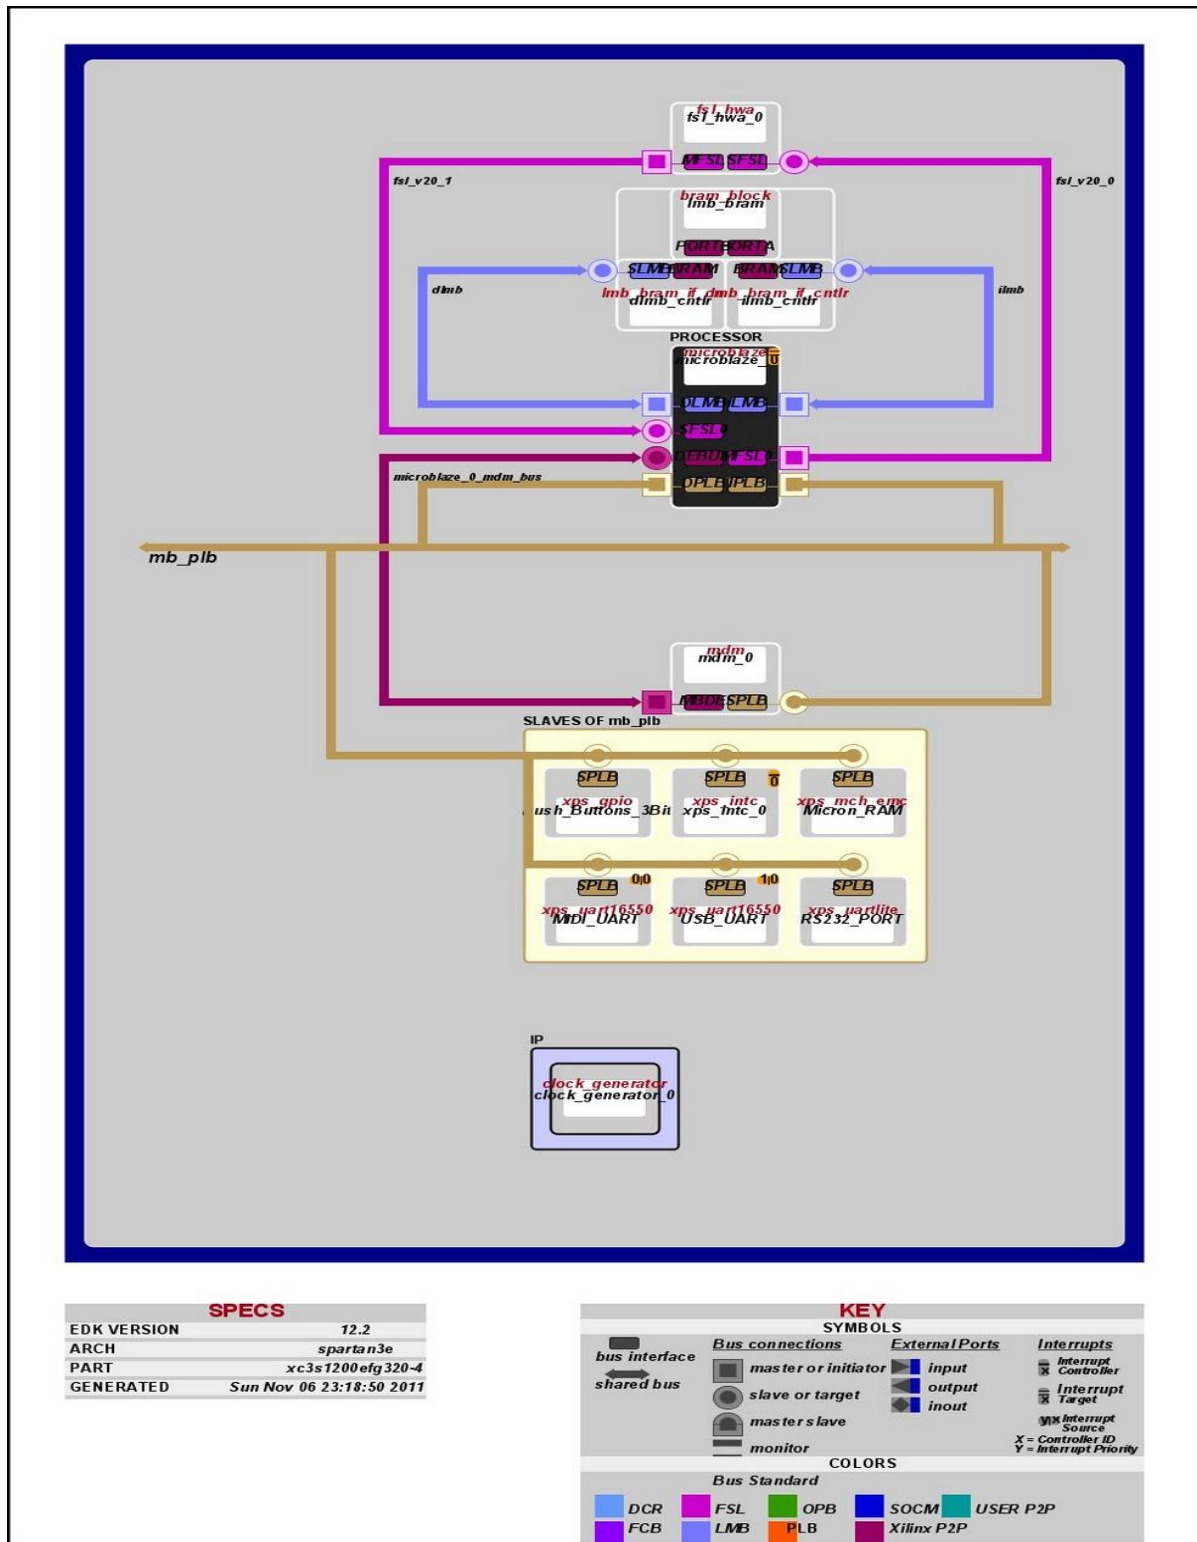 fsl_hwa
fsl_hwa_0
MFSL SFSL
fsl_v20_1
fsl_v20_0
bram_block
lmb_bram
SLMB BRAM BRAM SLMB
dlmb
ilmb
lmb_bram_if_cntlr
dlmb_cntlr ilmb_cntlr
PROCESSOR
microblaze
microblaze_0
DLMB ILMB
SFSL0
DEBUG MFSL0
microblaze_0_mdm_bus
DPLB IPLB
mb_plb
mdm
mdm_0
SPLB
SLAVES OF mb_plb
SPLB SPLB 0 SPLB
xps_gpio xps_intc xps_mch_emc
ush_Buttons_3Bit xps_intc_0 Micron_RAM
SPLB 0|0 SPLB 1|0 SPLB
xps_uart16550 xps_uart16550 xps_uartlite
MIDI_UART USB_UART RS232_PORT
IP
clock_generator
clock_generator_0
SPECS
EDK VERSION 12.2
ARCH spartan3e
PART xc3s1200efg320-4
GENERATED Sun Nov 06 23:18:50 2011
KEY
SYMBOLS
bus interface
shared bus
Bus connections
master or initiator
slave or target
master slave
monitor
External Ports
input
output
inout
Interrupts
Interrupt
Controller
Interrupt
Target
Interrupt
Source
X = Controller ID
Y = Interrupt Priority
COLORS
Bus Standard
DCR FSL OPB SOCM USER P2P
FCB LMB PLB Xilinx P2P